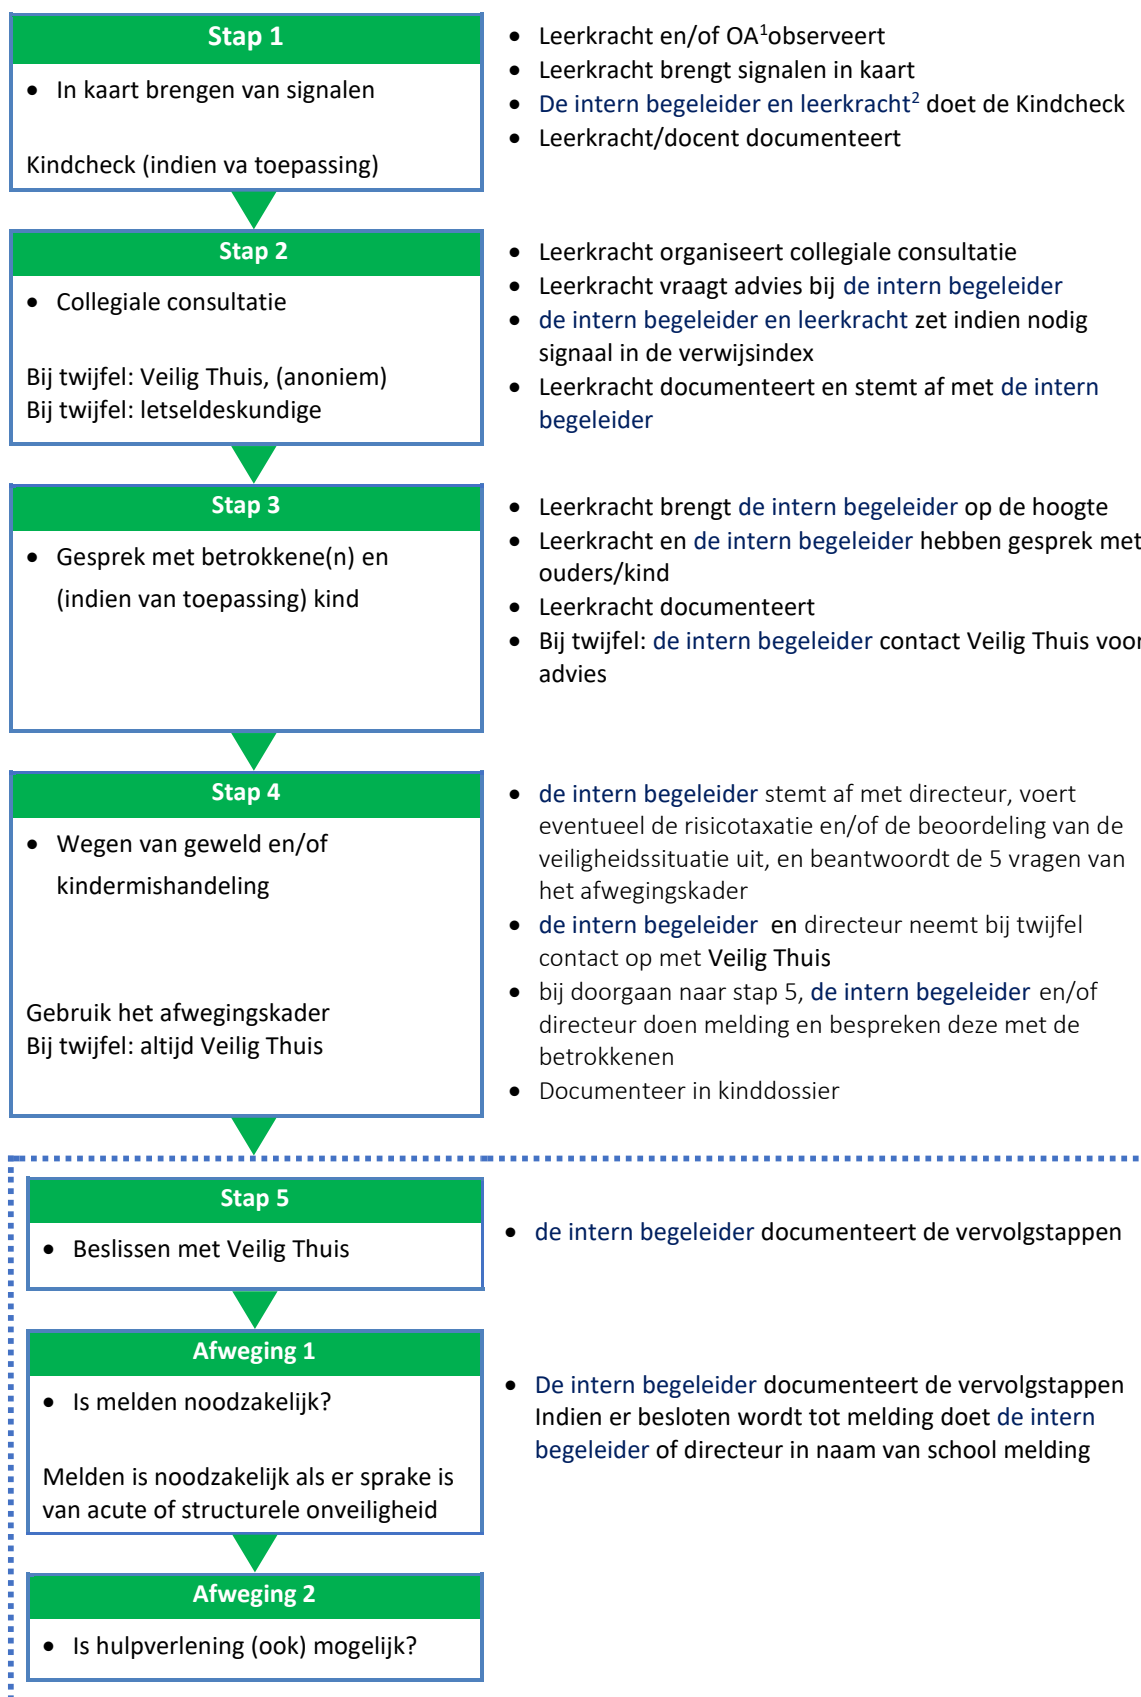 Stap 1
• In kaart brengen van signalen
Kindcheck (indien va toepassing)
• Leerkracht en/of OA¹observeert
• Leerkracht brengt signalen in kaart
• De intern begeleider en leerkracht² doet de Kindcheck
• Leerkracht/docent documenteert
Stap 2
• Collegiale consultatie
Bij twijfel: Veilig Thuis, (anoniem)
Bij twijfel: letseldeskundige
• Leerkracht organiseert collegiale consultatie
• Leerkracht vraagt advies bij de intern begeleider
• de intern begeleider en leerkracht zet indien nodig
signaal in de verwijsindex
• Leerkracht documenteert en stemt af met de intern
begeleider
Stap 3
• Gesprek met betrokkene(n) en
(indien van toepassing) kind
• Leerkracht brengt de intern begeleider op de hoogte
• Leerkracht en de intern begeleider hebben gesprek met
ouders/kind
• Leerkracht documenteert
• Bij twijfel: de intern begeleider contact Veilig Thuis voor
advies
Stap 4
• Wegen van geweld en/of
kindermishandeling
Gebruik het afwegingskader
Bij twijfel: altijd Veilig Thuis
• de intern begeleider stemt af met directeur, voert
eventueel de risicotaxatie en/of de beoordeling van de
veiligheidssituatie uit, en beantwoordt de 5 vragen van
het afwegingskader
• de intern begeleider en directeur neemt bij twijfel
contact op met Veilig Thuis
• bij doorgaan naar stap 5, de intern begeleider en/of
directeur doen melding en bespreken deze met de
betrokkenen
• Documenteer in kinddossier
Stap 5
• Beslissen met Veilig Thuis
• de intern begeleider documenteert de vervolgstappen
Afweging 1
• Is melden noodzakelijk?
Melden is noodzakelijk als er sprake is
van acute of structurele onveiligheid
• De intern begeleider documenteert de vervolgstappen
Indien er besloten wordt tot melding doet de intern
begeleider of directeur in naam van school melding
Afweging 2
• Is hulpverlening (ook) mogelijk?